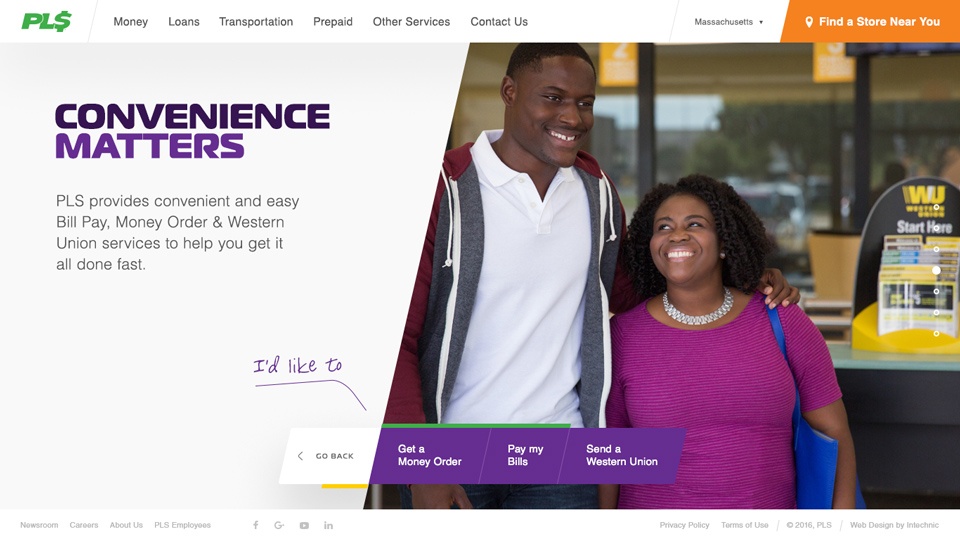 PL$
Money Loans Transportation Prepaid Other Services Contact Us
Massachusetts
Find a Store Near You
CONVENIENCE
MATTERS
PLS provides convenient and easy
Bill Pay, Money Order & Western
Union services to help you get it
all done fast.
I'd like to
GO BACK
Get a
Money Order
Pay my
Bills
Send a
Western Union
2
3
WU
WESTERN
UNION
Start Here
Newsroom Careers About Us PLS Employees
Privacy Policy Terms of Use / © 2016, PLS / Web Design by Intechnic